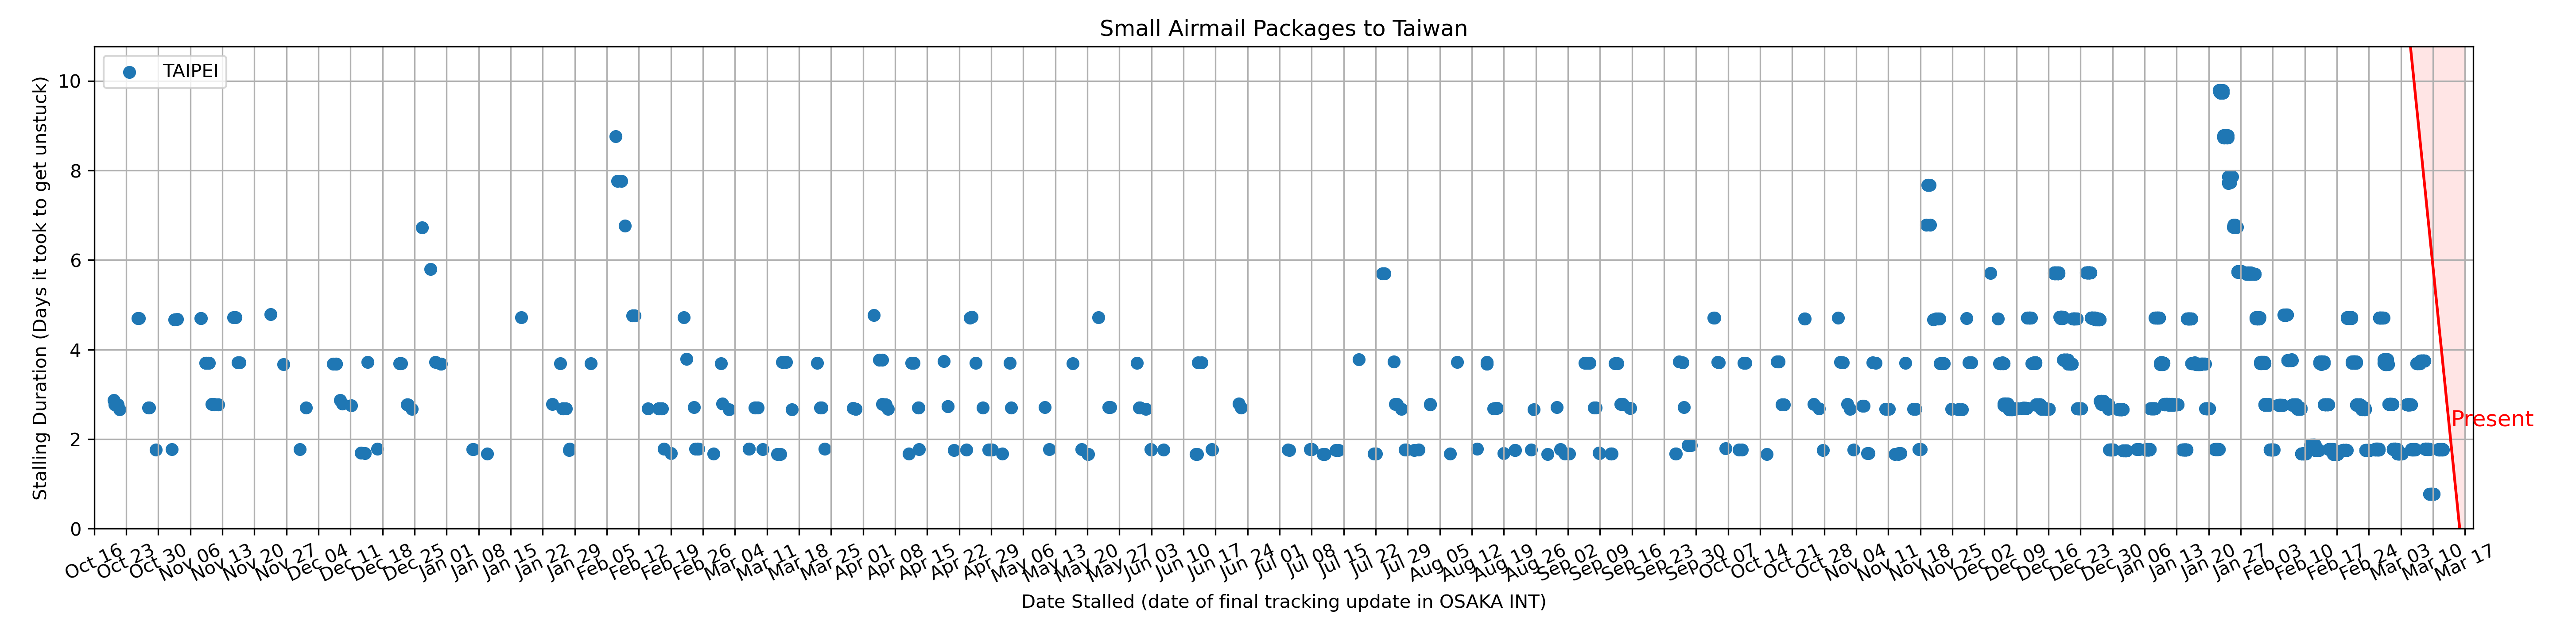 Small Airmail Packages to Taiwan
TAIPEI
Stalling Duration (Days it took to get unstuck)
10
8
6
4
2
0
Present
Oct 16 Oct 23 Oct 30 Nov 06 Nov 13 Nov 20 Nov 27 Dec 04 Dec 11 Dec 18 Dec 25 Jan 01 Jan 08 Jan 15 Jan 22 Jan 29 Feb 05 Feb 12 Feb 19 Feb 26 Mar 04 Mar 11 Mar 18 Mar 25 Apr 01 Apr 08 Apr 15 Apr 22 Apr 29 May 06 May 13 May 20 May 27 Jun 03 Jun 10 Jun 17 Jun 24 Jul 01 Jul 08 Jul 15 Jul 22 Jul 29 Aug 05 Aug 12 Aug 19 Aug 26 Sep 02 Sep 09 Sep 16 Sep 23 Sep 30 Oct 07 Oct 14 Oct 21 Oct 28 Nov 04 Nov 11 Nov 18 Nov 25 Dec 02 Dec 09 Dec 16 Dec 23 Dec 30 Jan 06 Jan 13 Jan 20 Jan 27 Feb 03 Feb 10 Feb 17 Feb 24 Mar 03 Mar 10 Mar 17
Date Stalled (date of final tracking update in OSAKA INT)